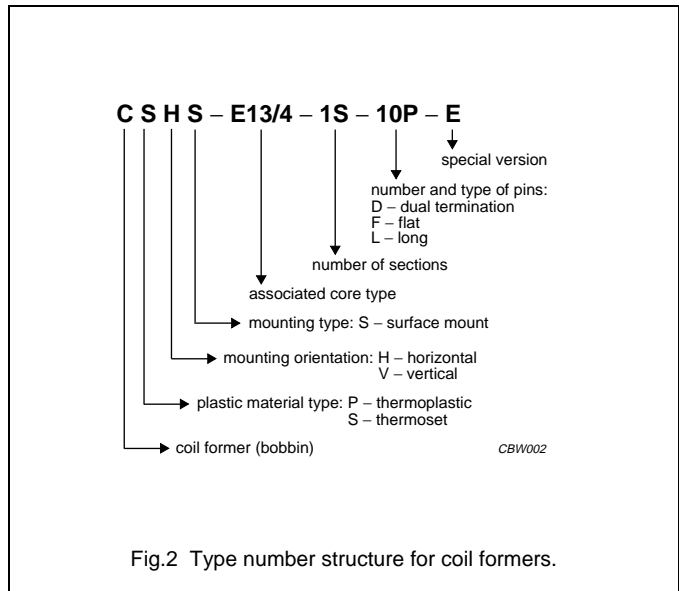 C S H S – E13/4 – 1S – 10P – E
special version
number and type of pins:
D – dual termination
F – flat
L – long
number of sections
associated core type
mounting type: S – surface mount
mounting orientation: H – horizontal
V – vertical
plastic material type: P – thermoplastic
S – thermoset
coil former (bobbin)
CBW002
Fig.2 Type number structure for coil formers.